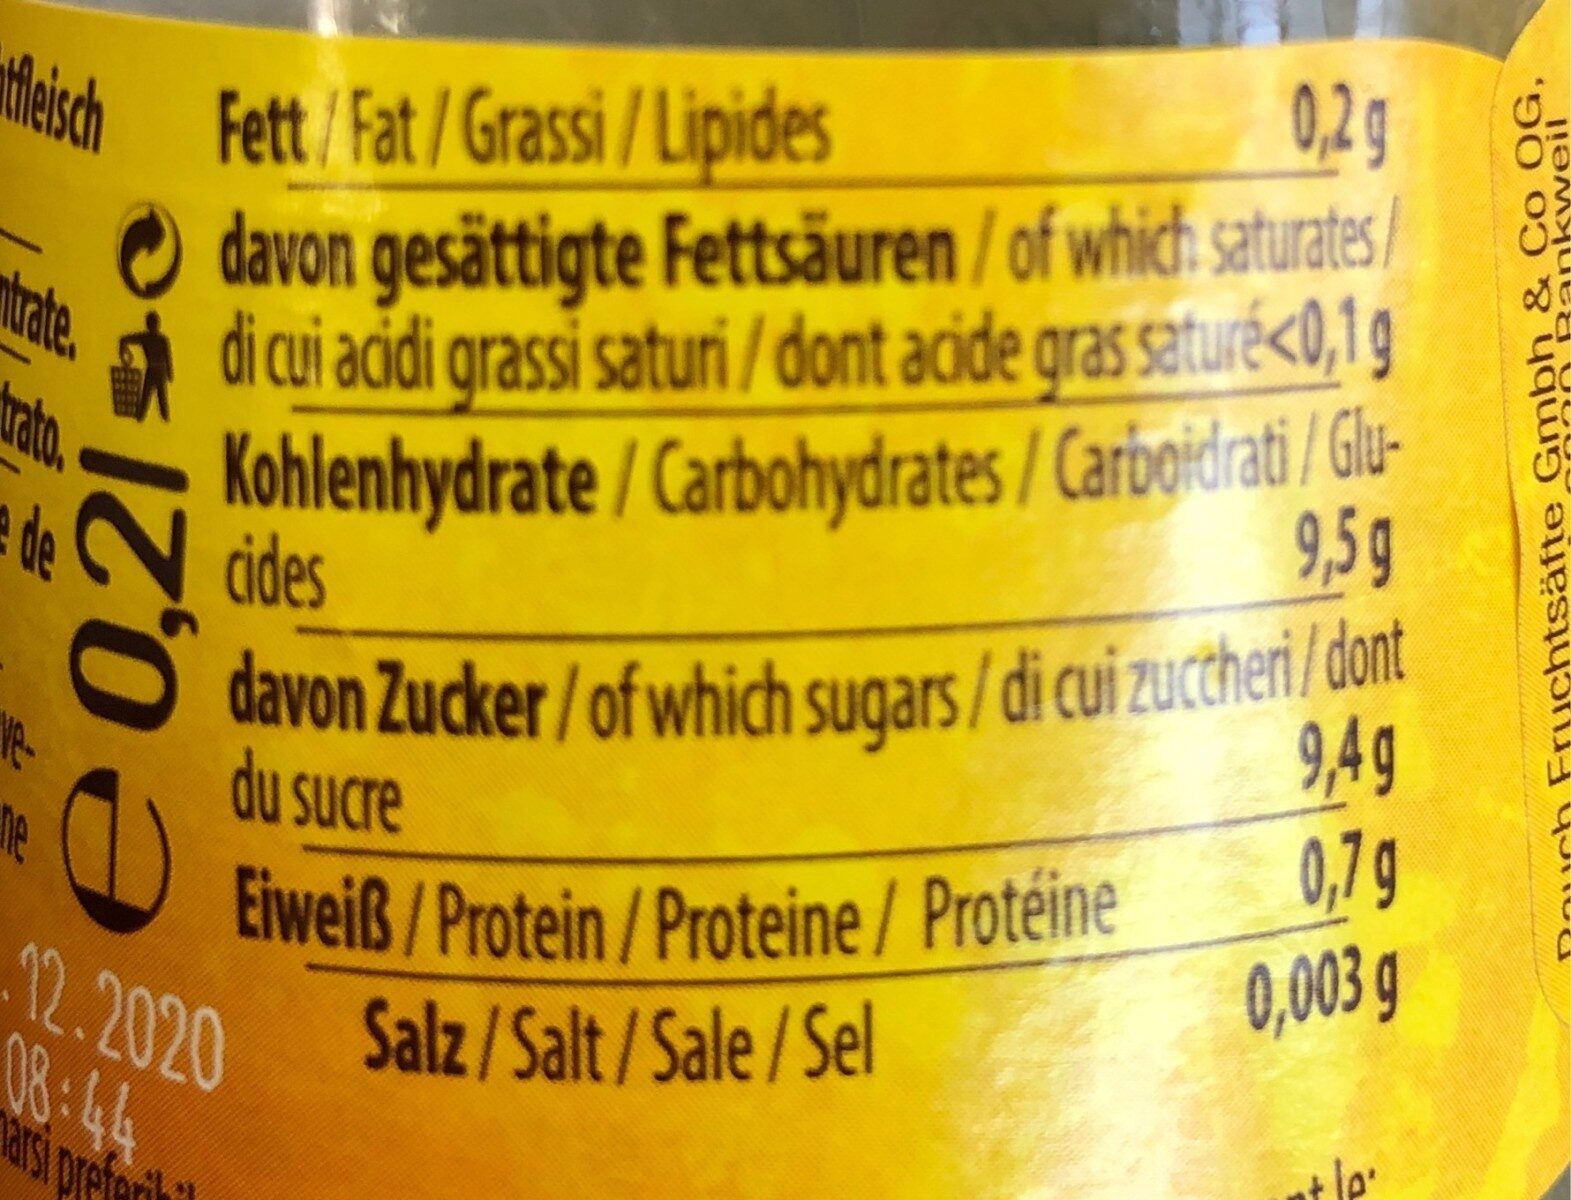 Fett / Fat / Grassi / Lipides 0,2 g
davon gesättigte Fettsäuren / of which saturates /
di cui acidi grassi saturi / dont acide gras saturé<0,1 g
Kohlenhydrate / Carbohydrates / Carboidrati / Glu-
cides 9,5 g
davon Zucker / of which sugars / di cui zuccheri / dont
du sucre 9,4 g
Eiweiß / Protein / Proteine / Protéine 0,7 g
Salz / Salt / Sale / Sel 0,003 g
e 0,2l
trato.
e de
12.2020
08:44
Rauch Fruchtsäfte Gmbh & Co OG,
Rankweil